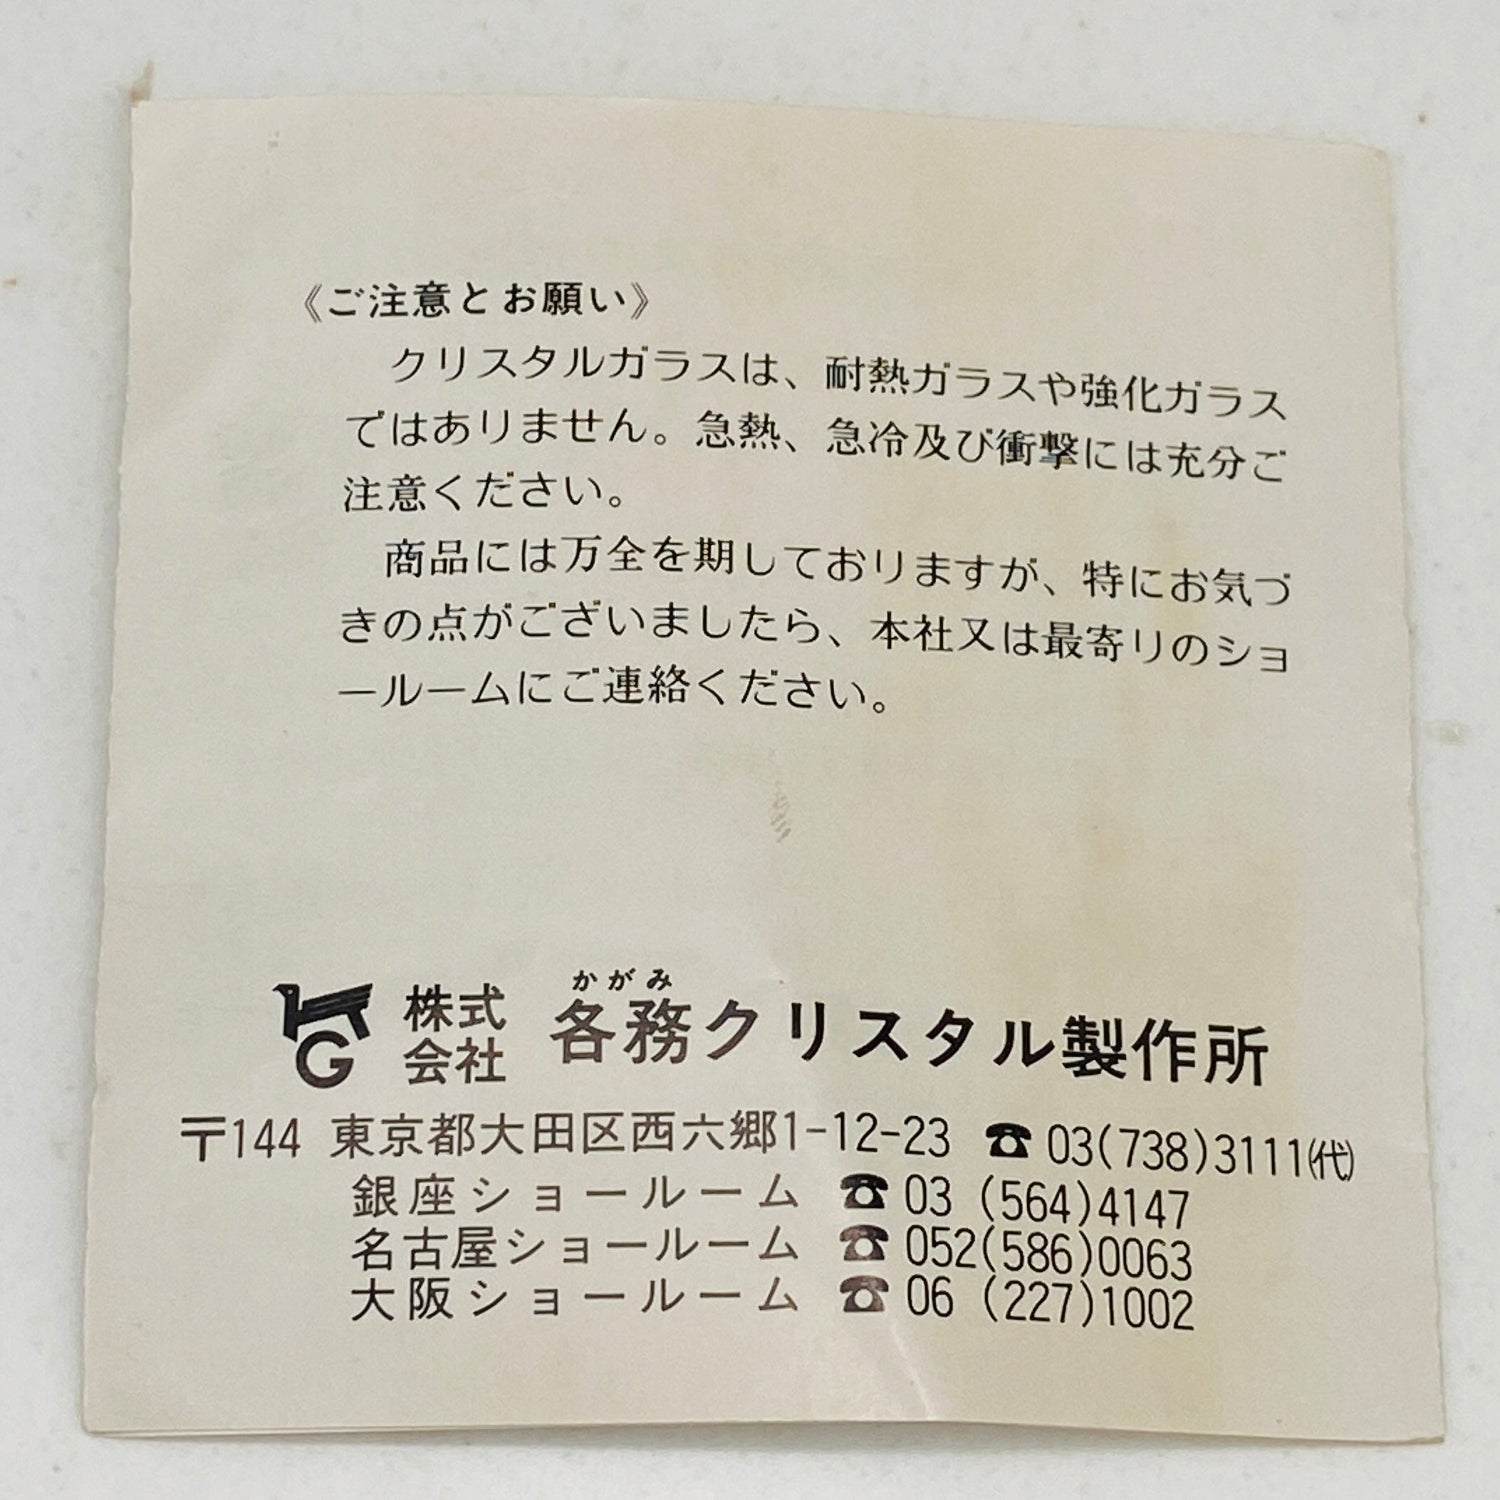 《ご注意とお願い》
クリスタルガラスは、耐熱ガラスや強化ガラス
ではありません。急熱、急冷及び衝撃には充分ご
注意ください。
商品には万全を期しておりますが、特にお気づ
きの点がございましたら、本社又は最寄りのショ
ールームにご連絡ください。
かがみ
G 株式会社 各務クリスタル製作所
〒144 東京都大田区西六郷1-12-23 ☎03(738)3111㈹
銀座ショールーム ☎03 (564)4147
名古屋ショールーム ☎052(586)0063
大阪ショールーム ☎06 (227)1002